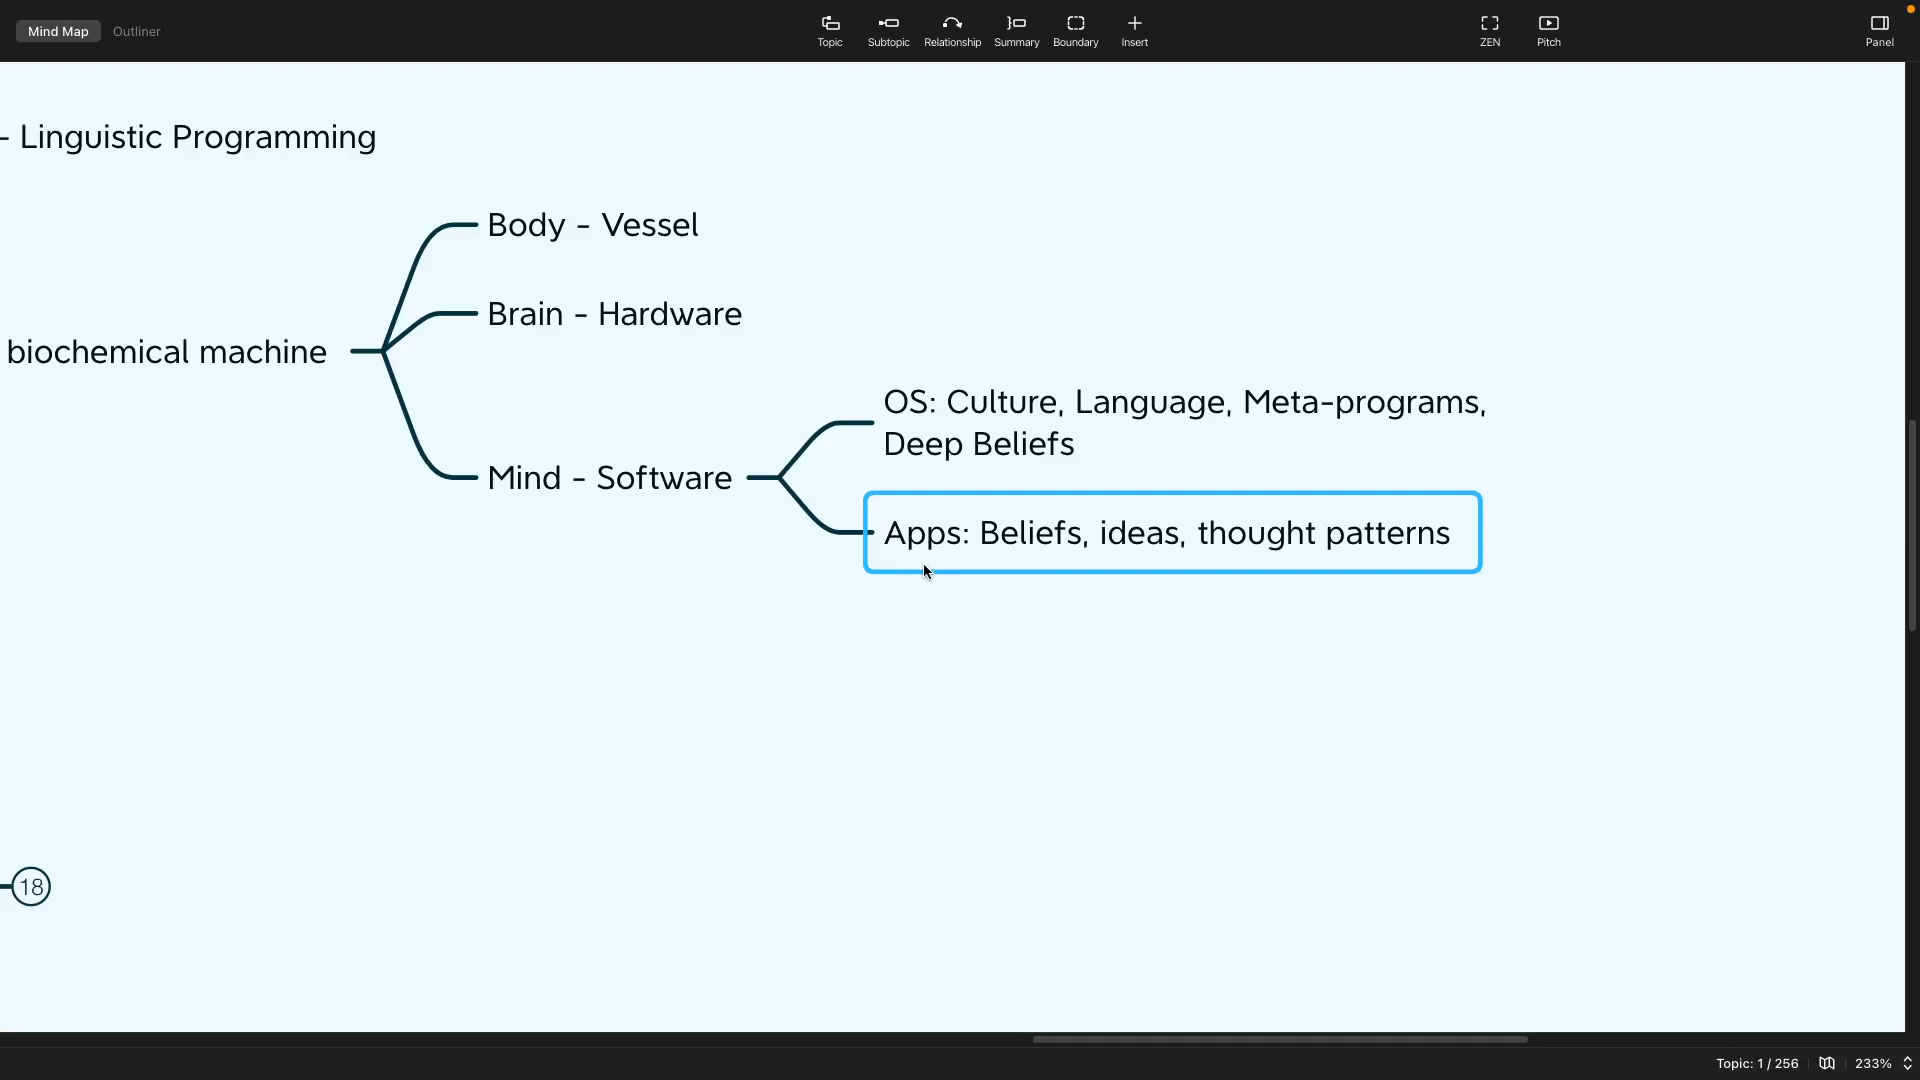 Mind Map
Outliner
Topic
Subtopic
Relationship
Summary
Boundary
Insert
ZEN
Pitch
Panel
- Linguistic Programming
biochemical machine
Body - Vessel
Brain - Hardware
Mind - Software
OS: Culture, Language, Meta-programs,
Deep Beliefs
Apps: Beliefs, ideas, thought patterns
18
Topic: 1 / 256
233%